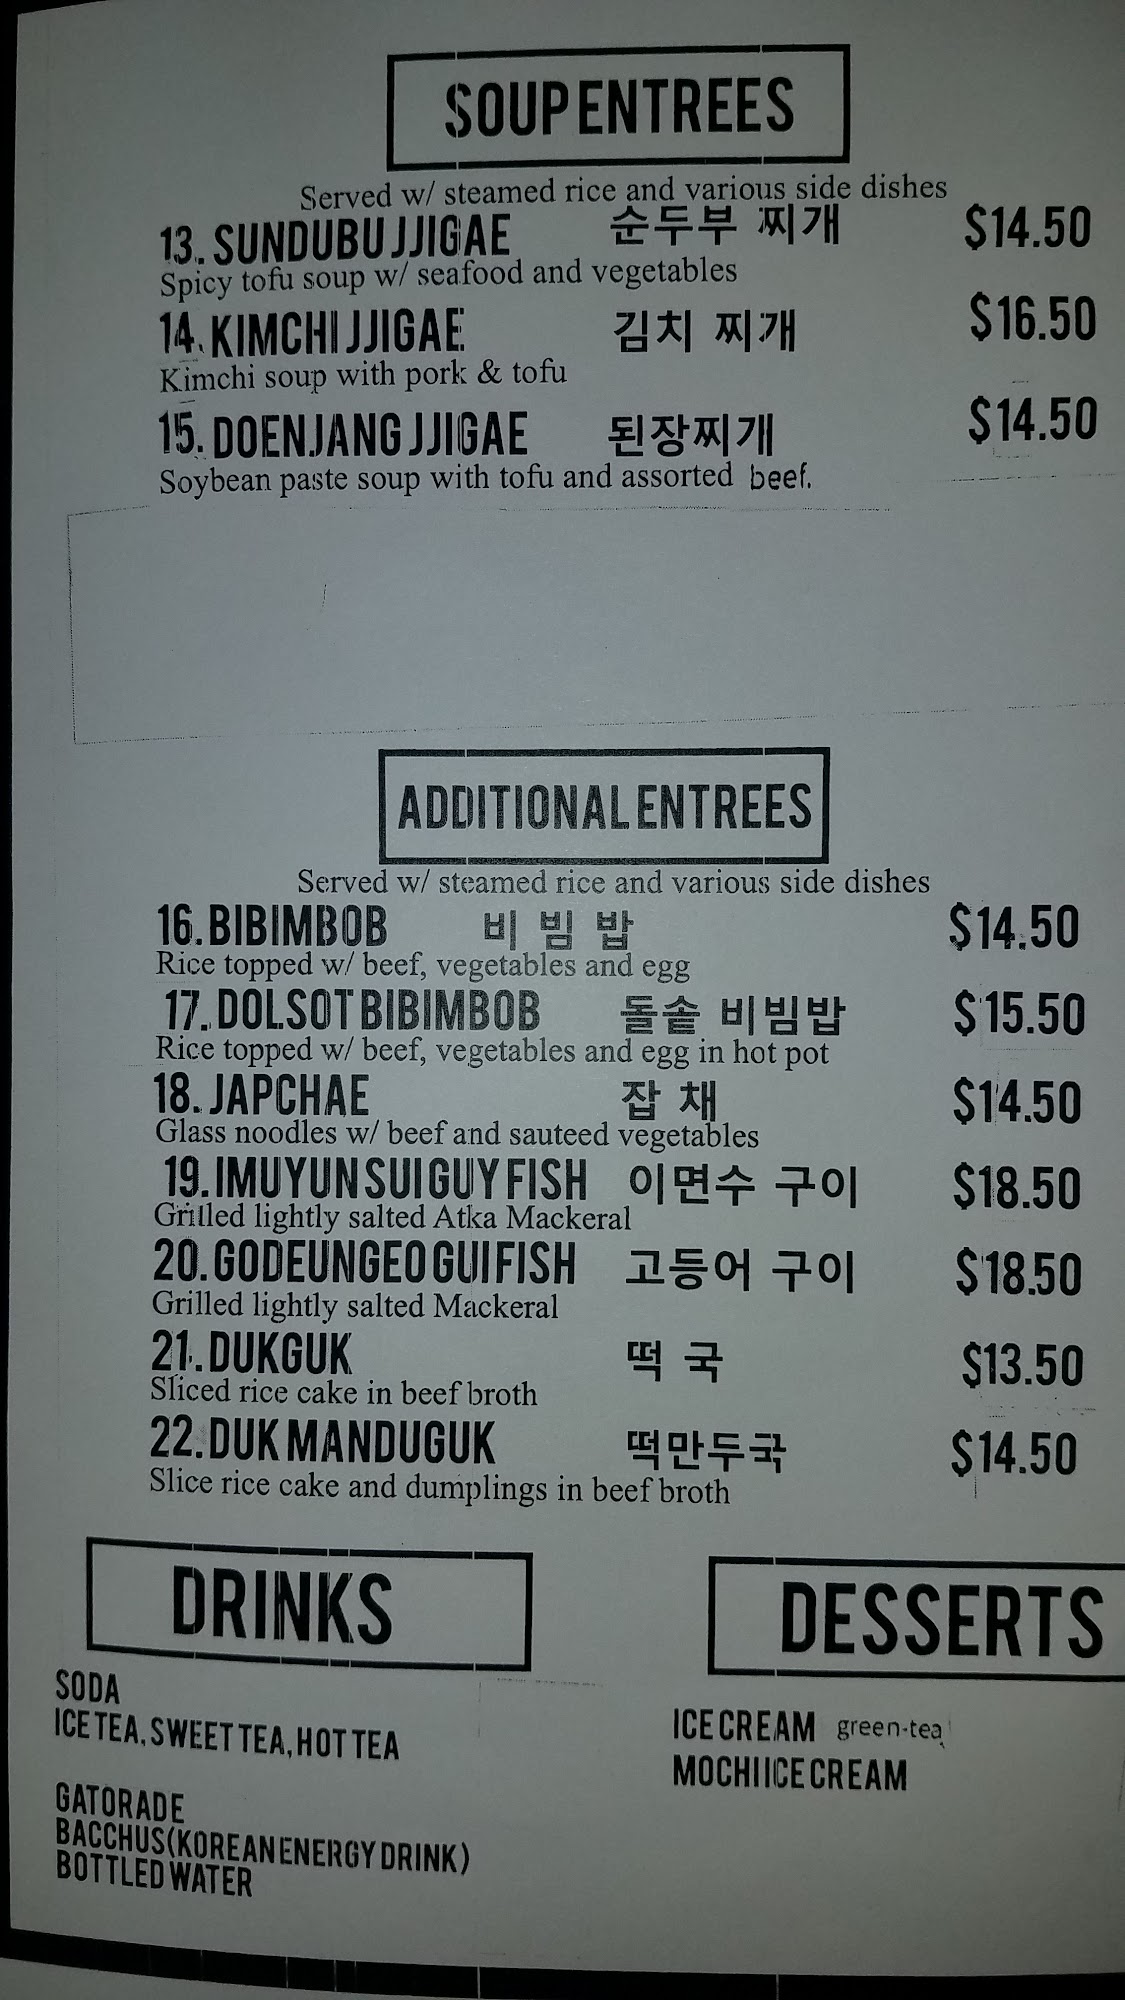 SOUP ENTREES
Served w/ steamed rice and various side dishes
13. SUNDUBU JJIGAE 순두부 찌개 $14.50
Spicy tofu soup w/ seafood and vegetables
14. KIMCHI JJIGAE 김치 찌개 $16.50
Kimchi soup with pork & tofu
15. DOENJANG JJIGAE 된장찌개 $14.50
Soybean paste soup with tofu and assorted beef.
ADDITIONAL ENTREES
Served w/ steamed rice and various side dishes
16. BIBIMBOB 비 빔 밥 $14.50
Rice topped w/ beef, vegetables and egg
17. DOLSOT BIBIMBOB 돌솥 비빔밥 $15.50
Rice topped w/ beef, vegetables and egg in hot pot
18. JAPCHAE 잡 채 $14.50
Glass noodles w/ beef and sauteed vegetables
19. IMUYUN SUI GUY FISH 이면수 구이 $18.50
Grilled lightly salted Atka Mackeral
20. GODEUNGEO GUI FISH 고등어 구이 $18.50
Grilled lightly salted Mackeral
21. DUKGUK 떡 국 $13.50
Sliced rice cake in beef broth
22. DUK MANDUGUK 떡만두국 $14.50
Slice rice cake and dumplings in beef broth
DRINKS
SODA
ICE TEA, SWEET TEA, HOT TEA
GATORADE
BACCHUS (KOREAN ENERGY DRINK)
BOTTLED WATER
DESSERTS
ICE CREAM green-tea
MOCHI ICE CREAM